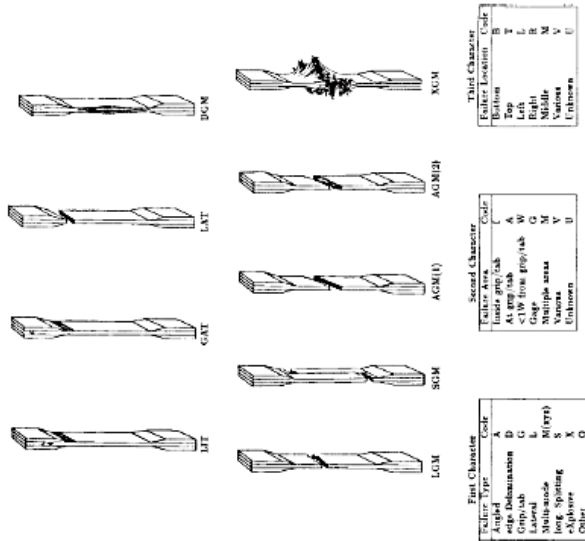 LIT
GAT
LAT
DGM
LGM
SGM
AGM(1)
AGM(2)
XGM
First Character
Failure Type Code
Angled A
edge Delamination D
Grip/tab G
Lateral L
Multi-mode M(xyz)
long. Splitting S
eXplosive X
Other O
Second Character
Failure Area Code
Inside grip/tab I
At grip/tab A
<1W from grip/tab W
Gage G
Multiple areas M
Various V
Unknown U
Third Character
Failure Location Code
Bottom B
Top T
Left L
Right R
Middle M
Various V
Unknown U